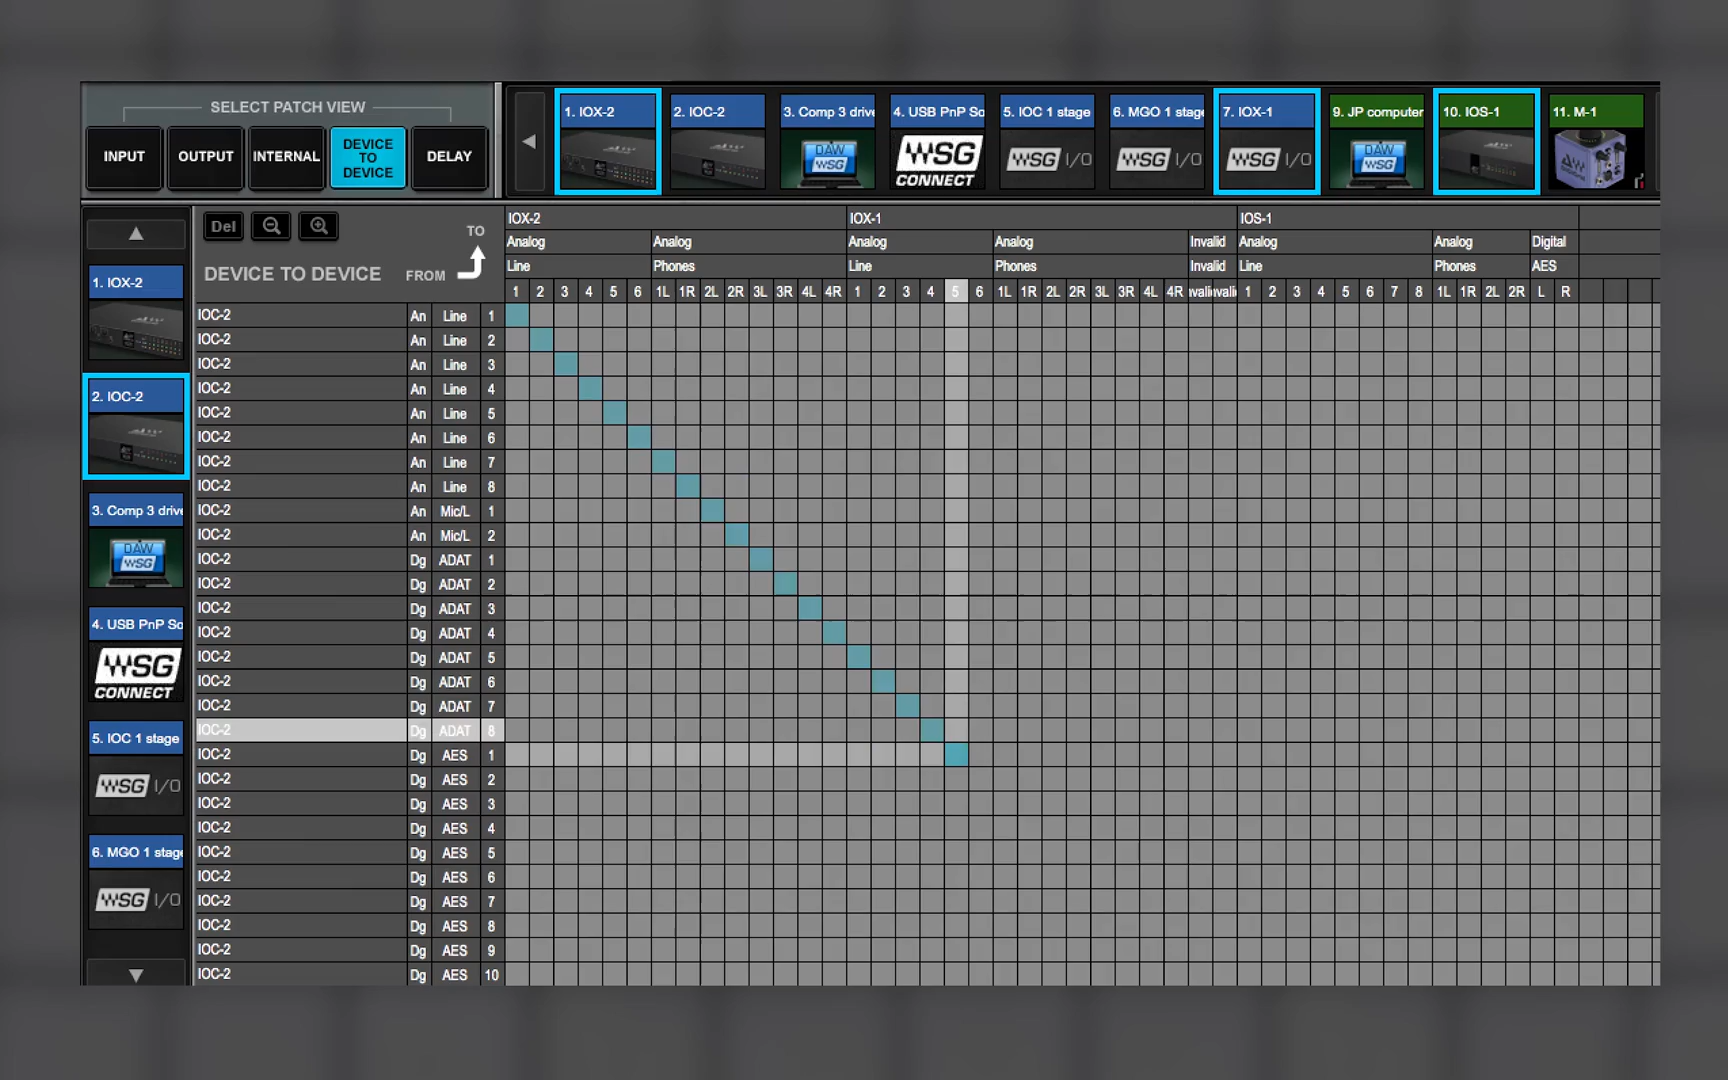 SELECT PATCH VIEW
INPUT
OUTPUT
INTERNAL
DEVICE
TO
DEVICE
DELAY
1. IOX-2
2. IOC-2
3. Comp 3 drive
4. USB PnP So
WSG
CONNECT
5. IOC 1 stage
WSG I/O
6. MGO 1 stage
WSG I/O
7. IOX-1
WSG I/O
9. JP computer
DAW
WSG
10. IOS-1
11. M-1
1. IOX-2
2. IOC-2
3. Comp 3 drive
DAW
WSG
4. USB PnP So
WSG
CONNECT
5. IOC 1 stage
WSG I/O
6. MGO 1 stage
WSG I/O
Del
TO
DEVICE TO DEVICE FROM
IOX-2 IOX-1 IOS-1
Analog Analog Analog Analog Invalid Analog Analog Digital
Line Phones Line Phones Invalid Line Phones AES
1 2 3 4 5 6 1L 1R 2L 2R 3L 3R 4L 4R 1 2 3 4 5 6 1L 1R 2L 2R 3L 3R 4L 4R 1 2 3 4 5 6 7 8 1L 1R 2L 2R L R
IOC-2 An Line 1
IOC-2 An Line 2
IOC-2 An Line 3
IOC-2 An Line 4
IOC-2 An Line 5
IOC-2 An Line 6
IOC-2 An Line 7
IOC-2 An Line 8
IOC-2 An Mic/L 1
IOC-2 An Mic/L 2
IOC-2 Dg ADAT 1
IOC-2 Dg ADAT 2
IOC-2 Dg ADAT 3
IOC-2 Dg ADAT 4
IOC-2 Dg ADAT 5
IOC-2 Dg ADAT 6
IOC-2 Dg ADAT 7
IOC-2 Dg ADAT 8
IOC-2 Dg AES 1
IOC-2 Dg AES 2
IOC-2 Dg AES 3
IOC-2 Dg AES 4
IOC-2 Dg AES 5
IOC-2 Dg AES 6
IOC-2 Dg AES 7
IOC-2 Dg AES 8
IOC-2 Dg AES 9
IOC-2 Dg AES 10